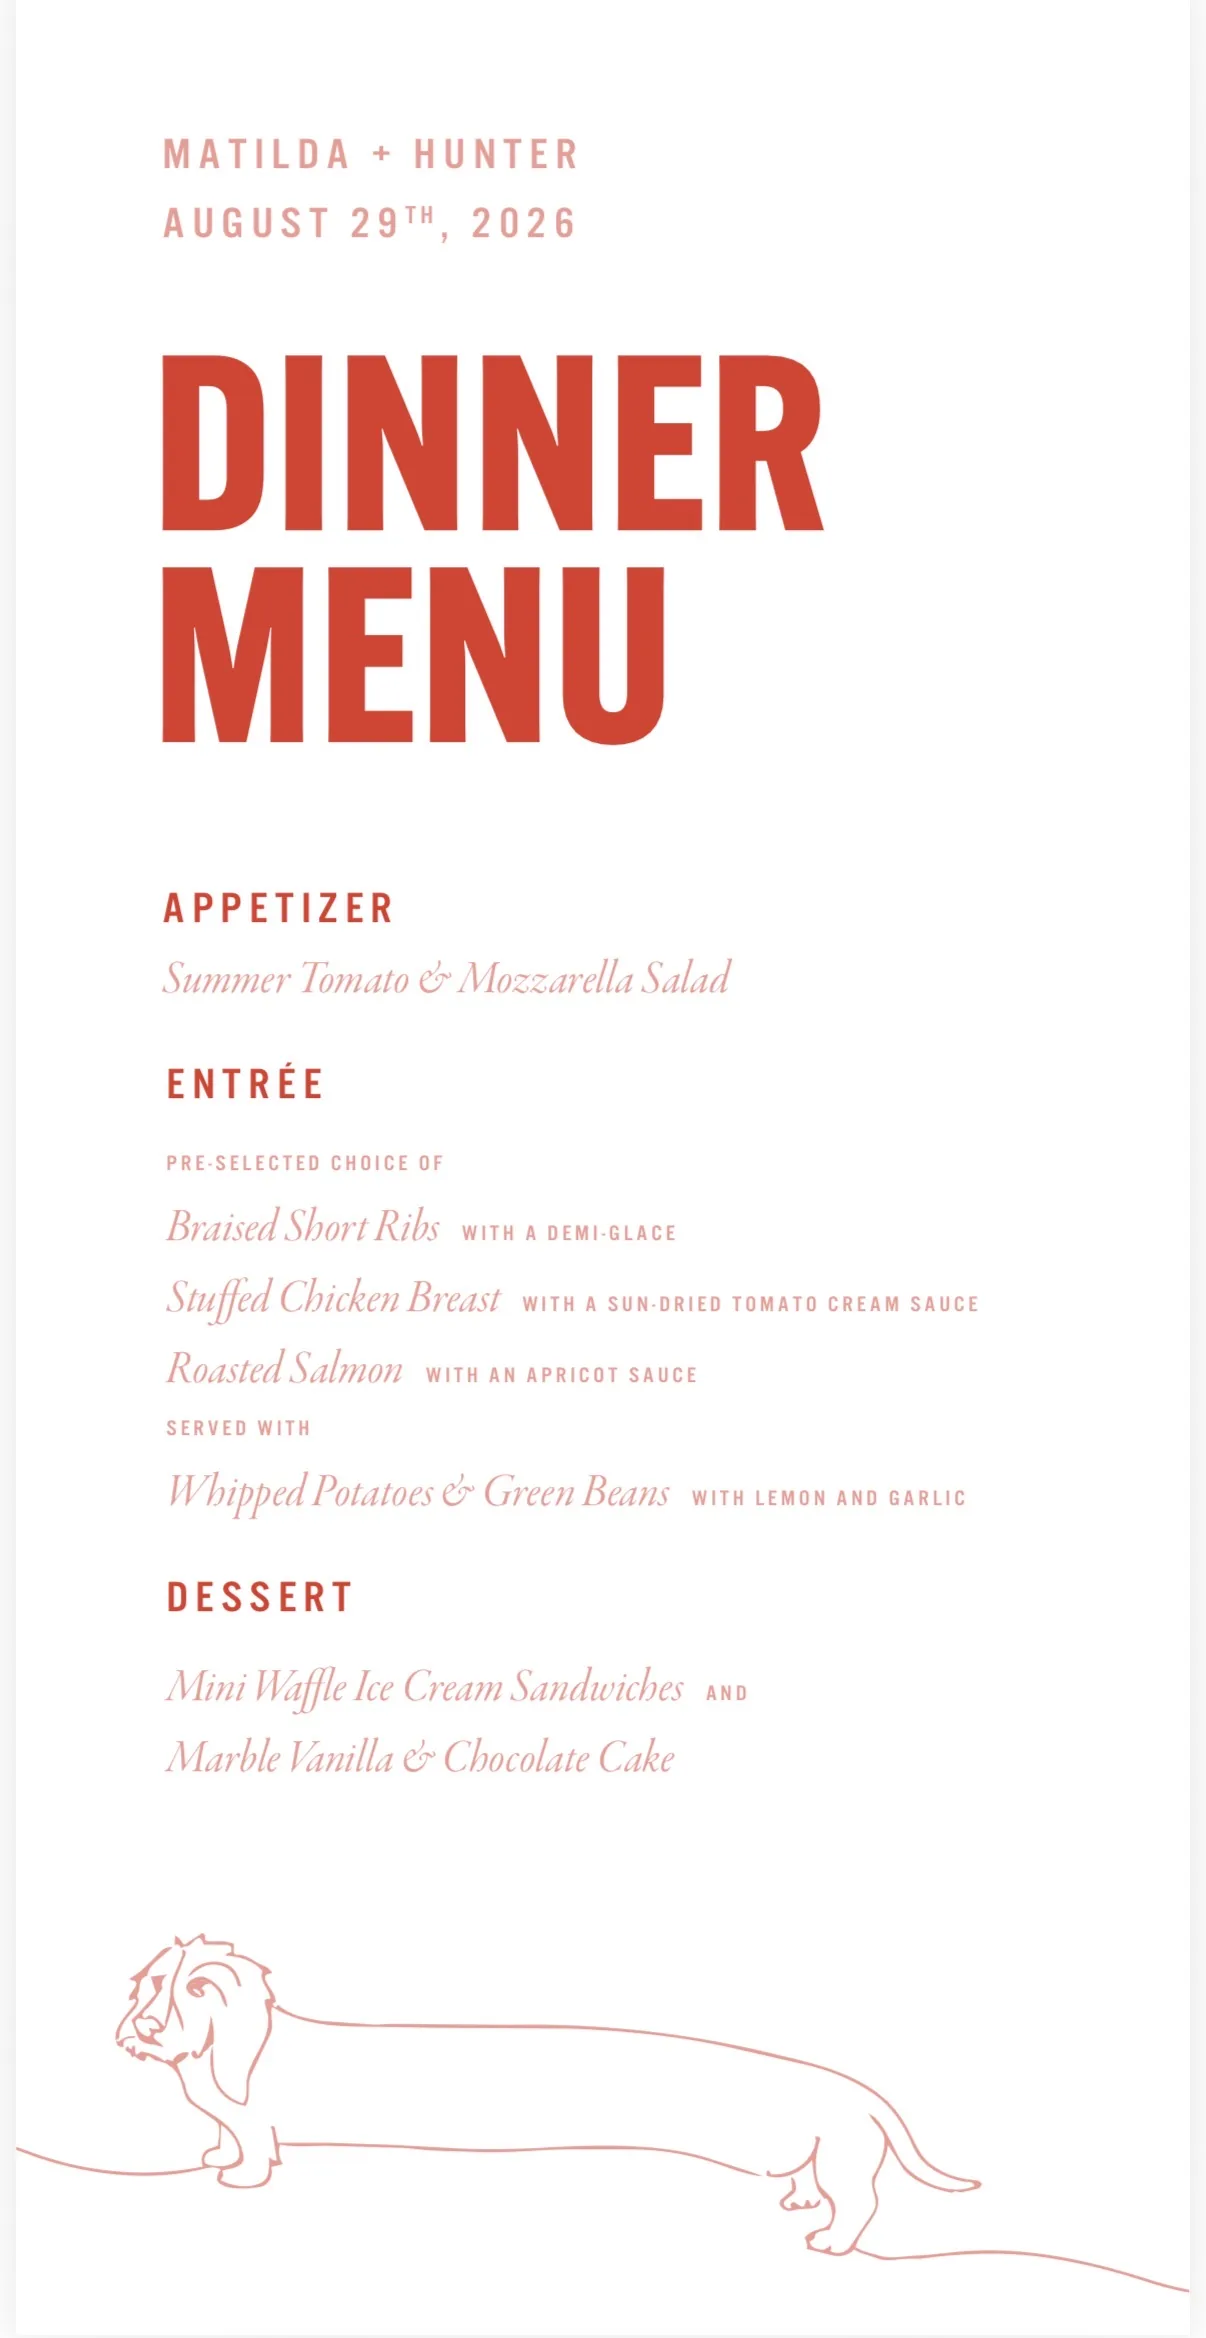 MATILDA + HUNTER
AUGUST 29TH, 2026
DINNER
MENU
APPETIZER
Summer Tomato & Mozzarella Salad
ENTRÉE
PRE-SELECTED CHOICE OF
Braised Short Ribs WITH A DEMI-GLACE
Stuffed Chicken Breast WITH A SUN-DRIED TOMATO CREAM SAUCE
Roasted Salmon WITH AN APRICOT SAUCE
SERVED WITH
Whipped Potatoes & Green Beans WITH LEMON AND GARLIC
DESSERT
Mini Waffle Ice Cream Sandwiches AND
Marble Vanilla & Chocolate Cake